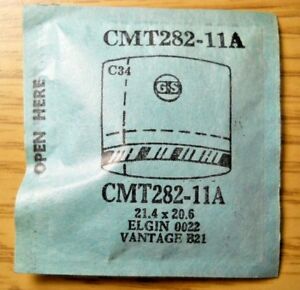 CMT282-11A
C34
GS
OPEN HERE
CMT282-11A
21.4 x 20.6
ELGIN 0022
VANTAGE B21